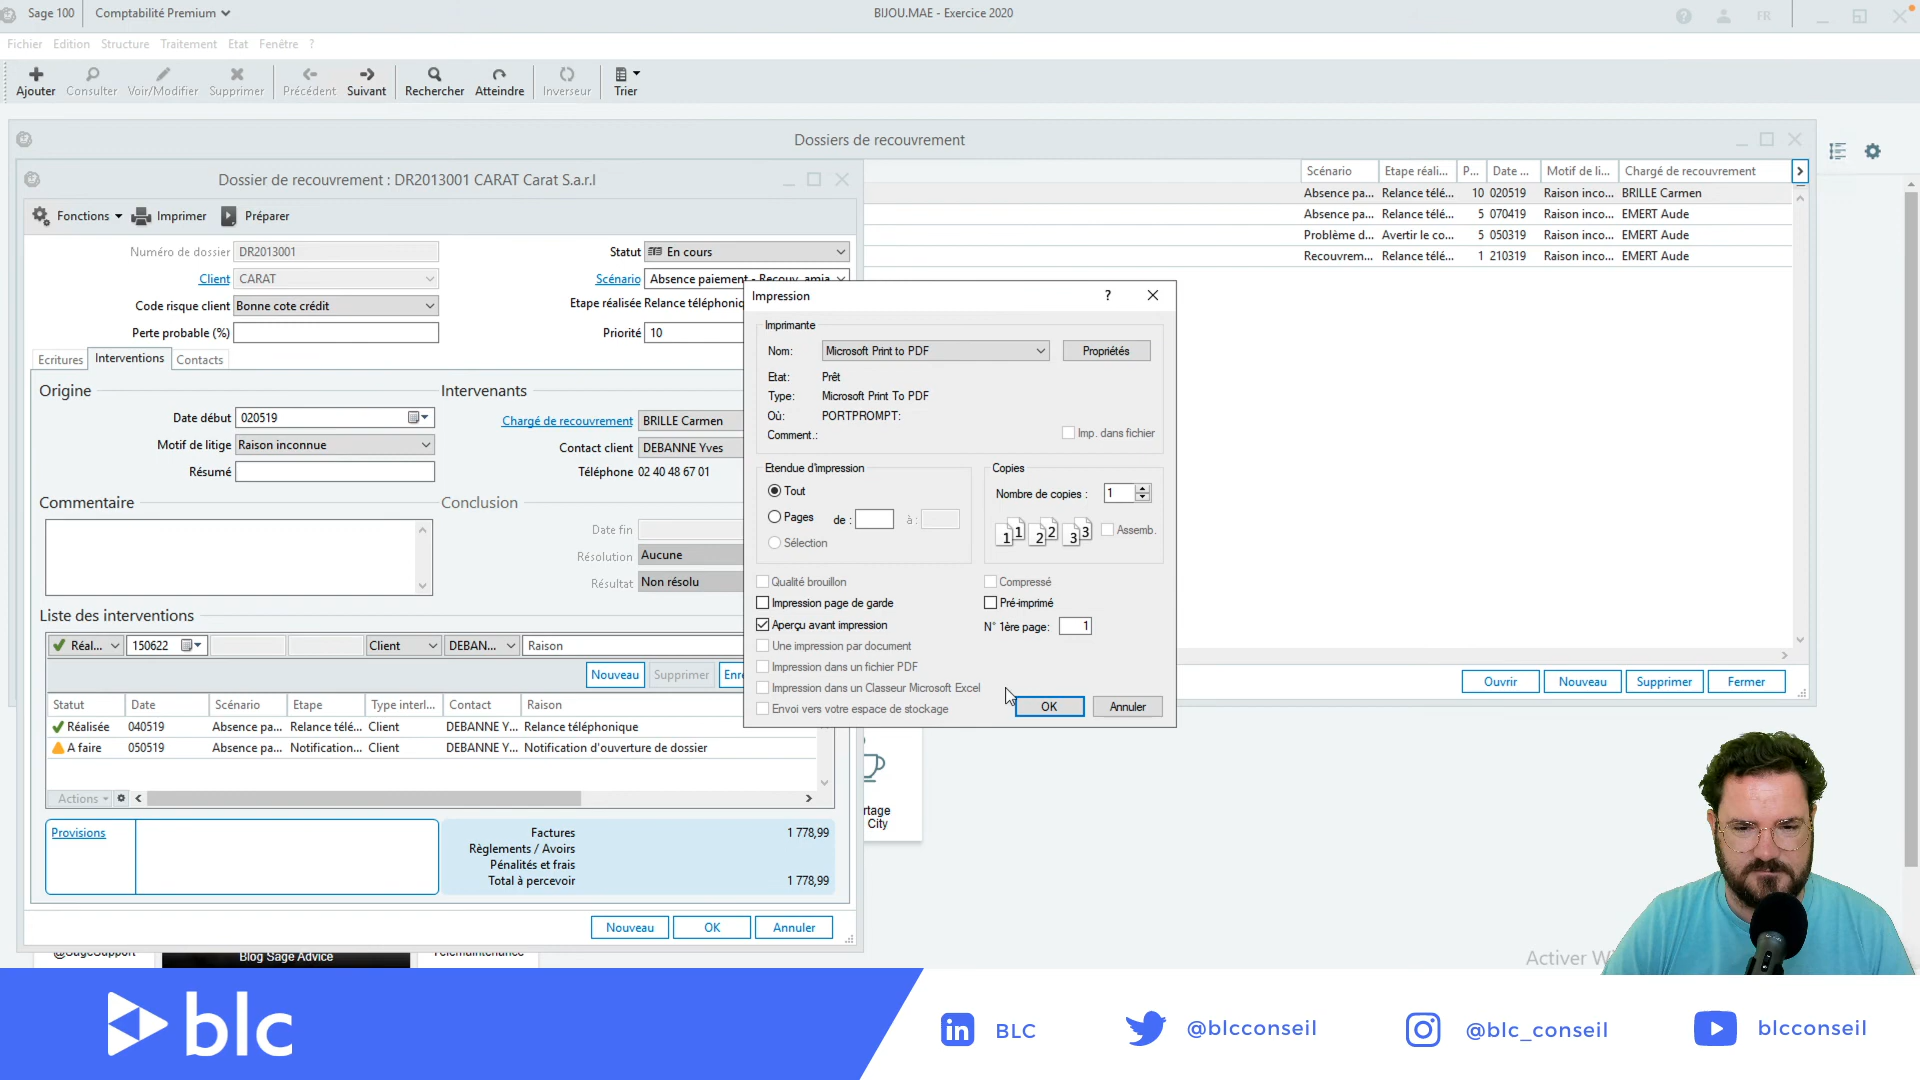 Sage 100 Comptabilité Premium BIJOU.MAE - Exercice 2020 FR
Fichier Edition Structure Traitement Etat Fenêtre ?
Ajouter Consulter Voir/Modifier Supprimer Précédent Suivant Rechercher Atteindre Inverseur Trier
Dossiers de recouvrement
Scénario Etape réali... P... Date ... Motif de li... Chargé de recouvrement
Absence pa... Relance télé... 10 020519 Raison inco... BRILLE Carmen
Absence pa... Relance télé... 5 070419 Raison inco... EMERT Aude
Problème d... Avertir le co... 5 050319 Raison inco... EMERT Aude
Recouvrem... Relance télé... 1 210319 Raison inco... EMERT Aude
Ouvrir Nouveau Supprimer Fermer
Dossier de recouvrement : DR2013001 CARAT Carat S.a.r.l
Fonctions Imprimer Préparer
Numéro de dossier DR2013001 Statut En cours
Client CARAT Scénario Absence paiement - Recouv. amia
Code risque client Bonne cote crédit Etape réalisée Relance téléphoniq
Perte probable (%) Priorité 10
Ecritures Interventions Contacts
Origine Intervenants
Date début 020519 Chargé de recouvrement BRILLE Carmen
Motif de litige Raison inconnue Contact client DEBANNE Yves
Résumé Téléphone 02 40 48 67 01
Commentaire Conclusion
Date fin
Résolution Aucune
Résultat Non résolu
Liste des interventions
Réal... 150622 Client DEBAN... Raison
Nouveau Supprimer Enre
Statut Date Scénario Etape Type interl... Contact Raison
Réalisée 040519 Absence pa... Relance télé... Client DEBANNE Y... Relance téléphonique
A faire 050519 Absence pa... Notification... Client DEBANNE Y... Notification d'ouverture de dossier
Actions
Provisions Factures 1 778,99
Règlements / Avoirs
Pénalités et frais
Total à percevoir 1 778,99
Nouveau OK Annuler
Impression ?
Imprimante
Nom: Microsoft Print to PDF Propriétés
Etat: Prêt
Type: Microsoft Print To PDF
Où: PORTPROMPT:
Comment.: Imp. dans fichier
Etendue d'impression Copies
Tout Nombre de copies : 1
Pages de : à :
1 1 2 2 3 3 Assemb.
Sélection
Qualité brouillon Compressé
Impression page de garde Pré-imprimé
Aperçu avant impression N° 1ère page: 1
Une impression par document
Impression dans un fichier PDF
Impression dans un Classeur Microsoft Excel
Envoi vers votre espace de stockage
OK Annuler
rtage
City
@SageSupport Blog Sage Advice Télémaintenance
Activer W
blc
in BLC @blcconseil @blc_conseil blcconseil